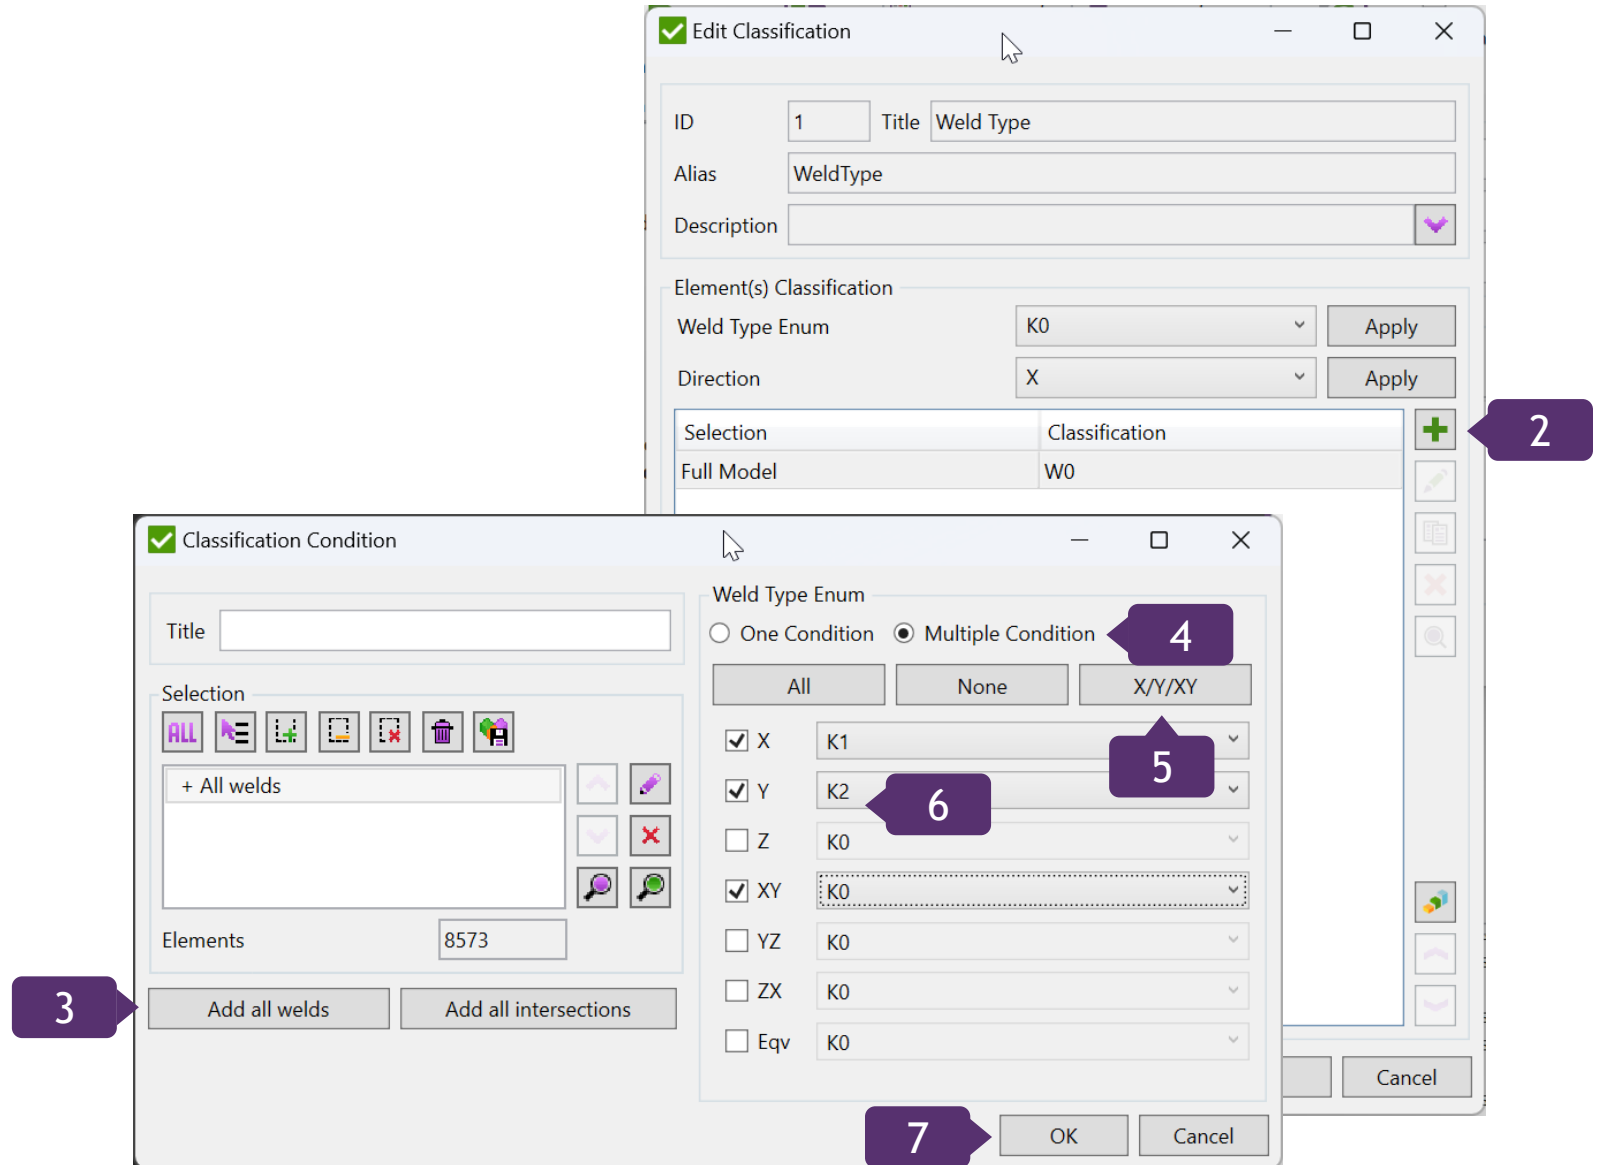 Edit Classification
ID 1 Title Weld Type
Alias WeldType
Description
Element(s) Classification
Weld Type Enum K0 Apply
Direction X Apply
Selection Classification
Full Model W0
2
Cancel
Classification Condition
Title
Selection
ALL
+ All welds
Elements 8573
3
Add all welds Add all intersections
Weld Type Enum
One Condition Multiple Condition
4
All None X/Y/XY
5
X K1
Y K2
6
Z K0
XY K0
YZ K0
ZX K0
Eqv K0
7
OK Cancel